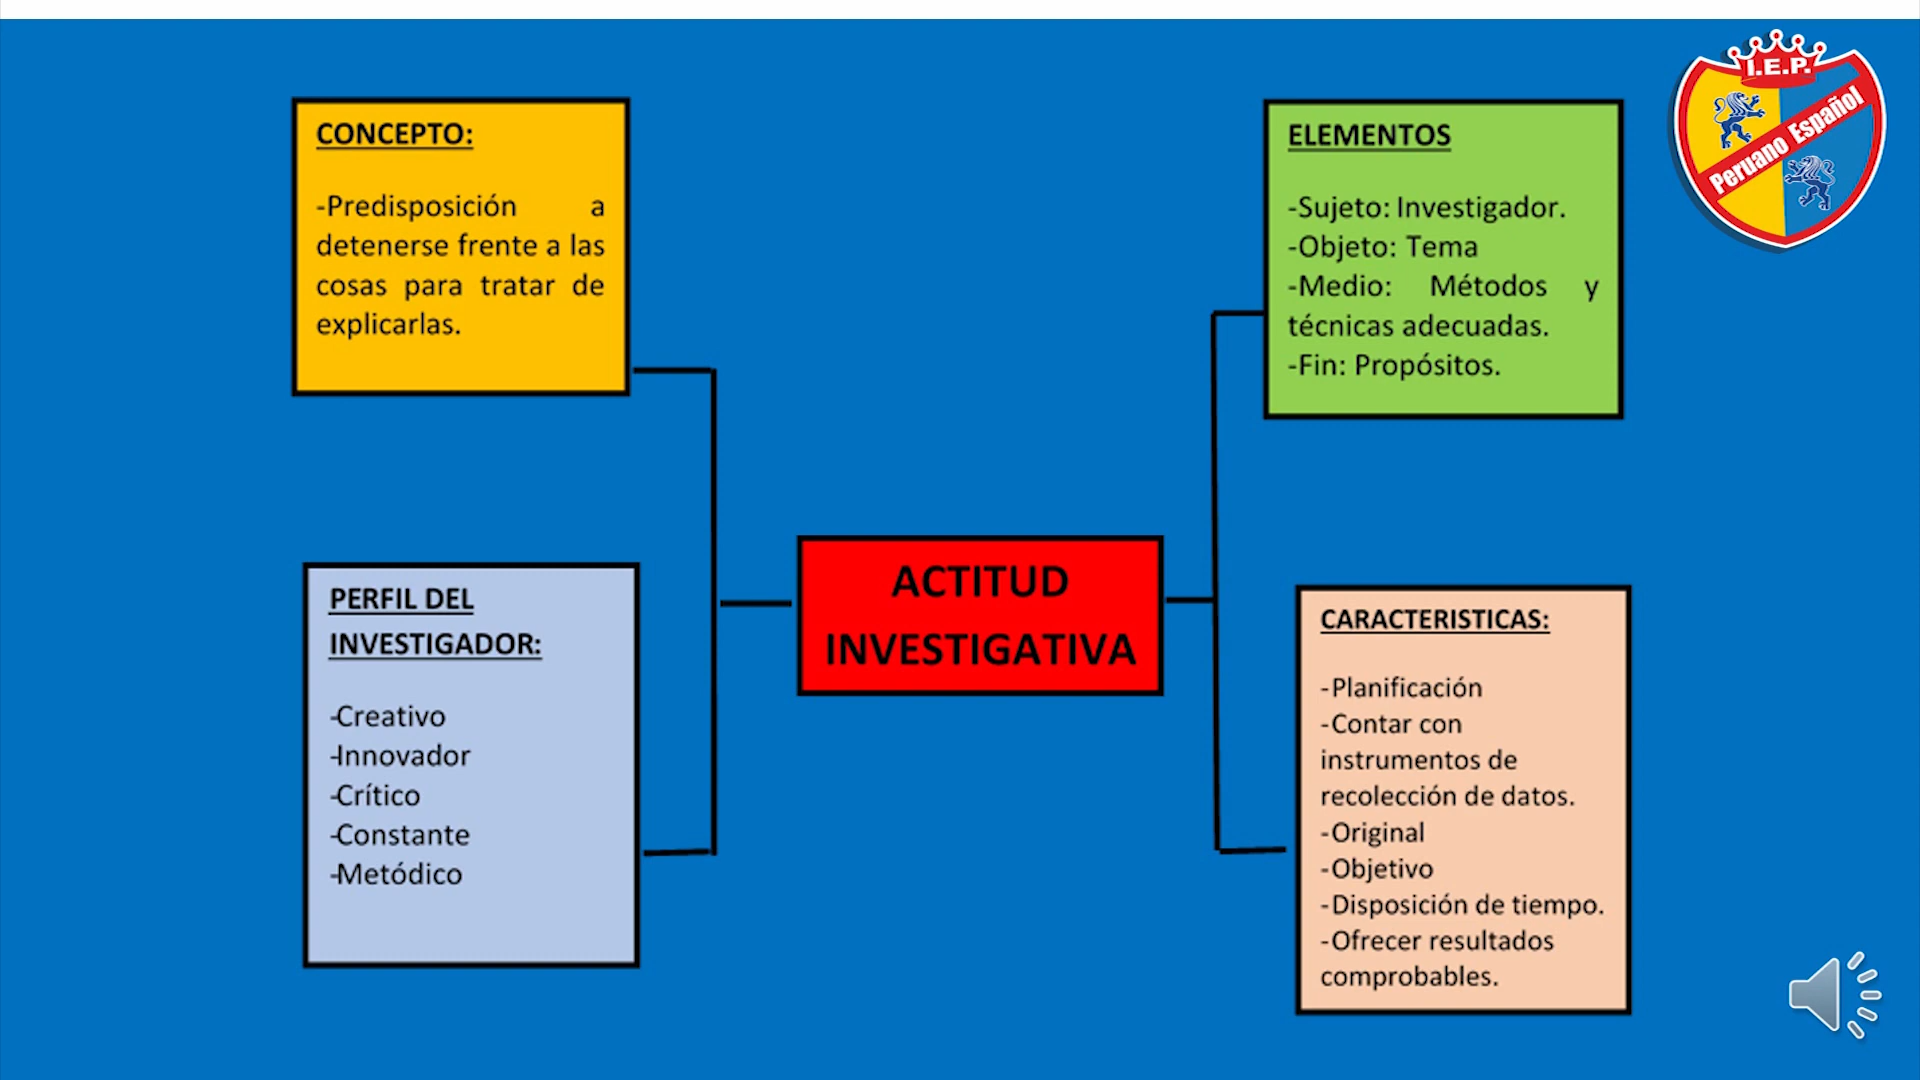 I.E.P.
Peruano Español
CONCEPTO:
-Predisposición a
detenerse frente a las
cosas para tratar de
explicarlas.
PERFIL DEL
INVESTIGADOR:
-Creativo
-Innovador
-Crítico
-Constante
-Metódico
ACTITUD
INVESTIGATIVA
ELEMENTOS
-Sujeto: Investigador.
-Objeto: Tema
-Medio: Métodos y
técnicas adecuadas.
-Fin: Propósitos.
CARACTERISTICAS:
-Planificación
-Contar con
instrumentos de
recolección de datos.
-Original
-Objetivo
-Disposición de tiempo.
-Ofrecer resultados
comprobables.